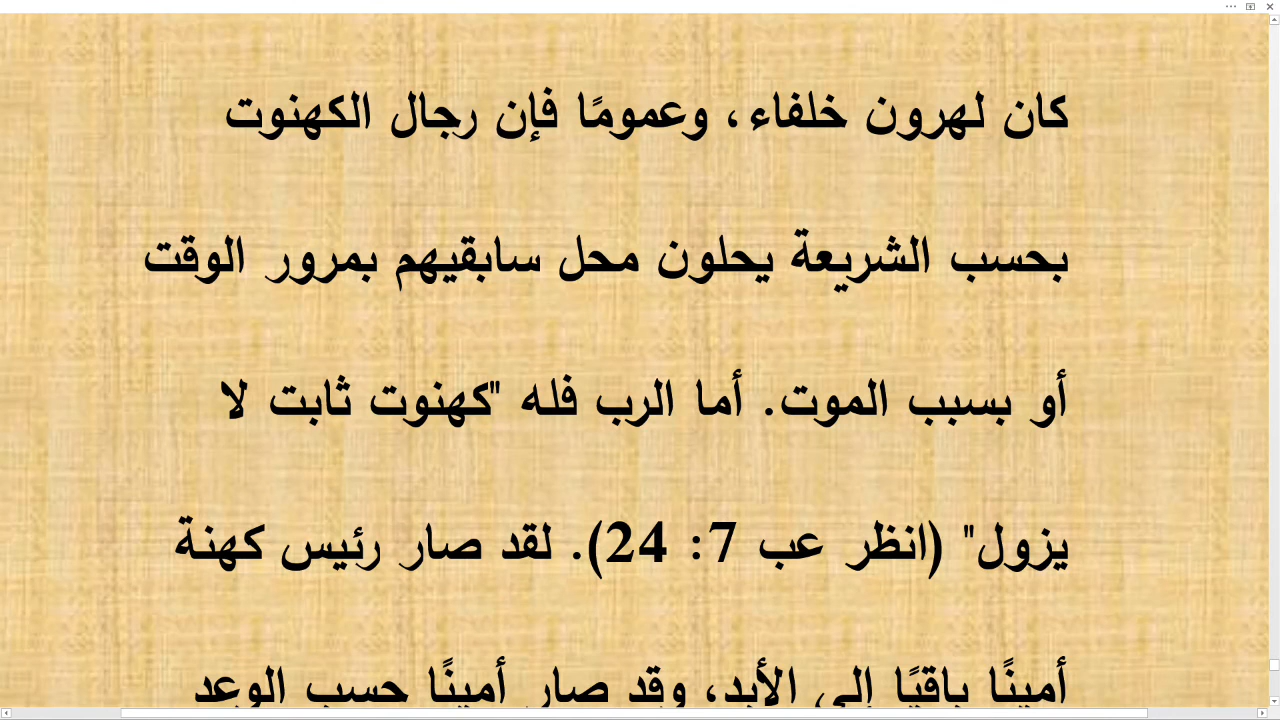 كان لهرون خلفاء، وعمومًا فإن رجال الكهنوت
بحسب الشريعة يحلون محل سابقيهم بمرور الوقت
أو بسبب الموت. أما الرب فله "كهنوت ثابت لا
يزول" (انظر عب 7: 24). لقد صار رئيس كهنة
أمينًا باقيًا إلى الأبد، وقد صار أمينًا حسب الوعد